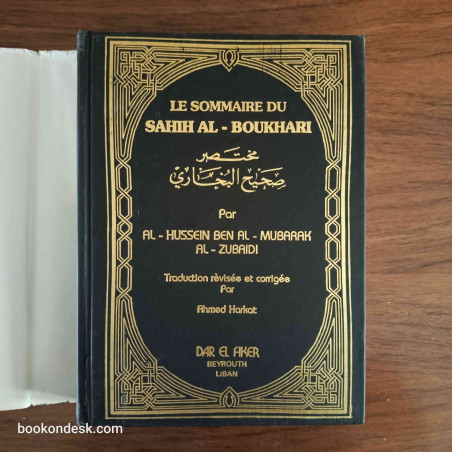 LE SOMMAIRE DU
SAHIH AL - BOUKHARI
مختصر
صحيح البخاري
Par
AL - HUSSEIN BEN AL - MUBARAK
AL - ZUBAIDI
Traduction rèvisée et corrigée
Par
Ahmed Harkat
DAR EL FIKER
BEYROUTH
LIBAN
bookondesk.com